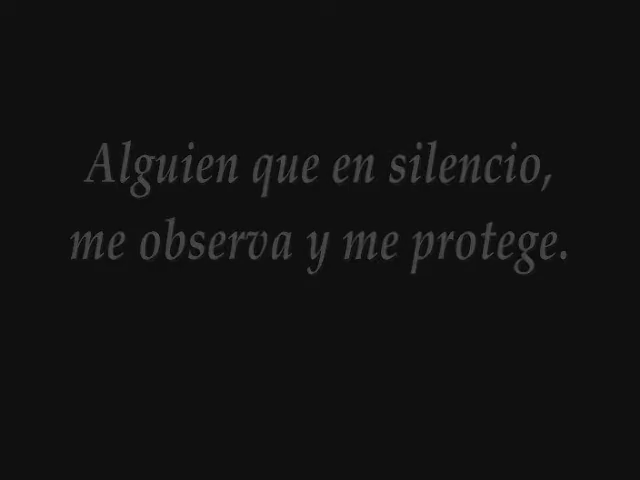 Alguien que en silencio,
me observa y me protege.